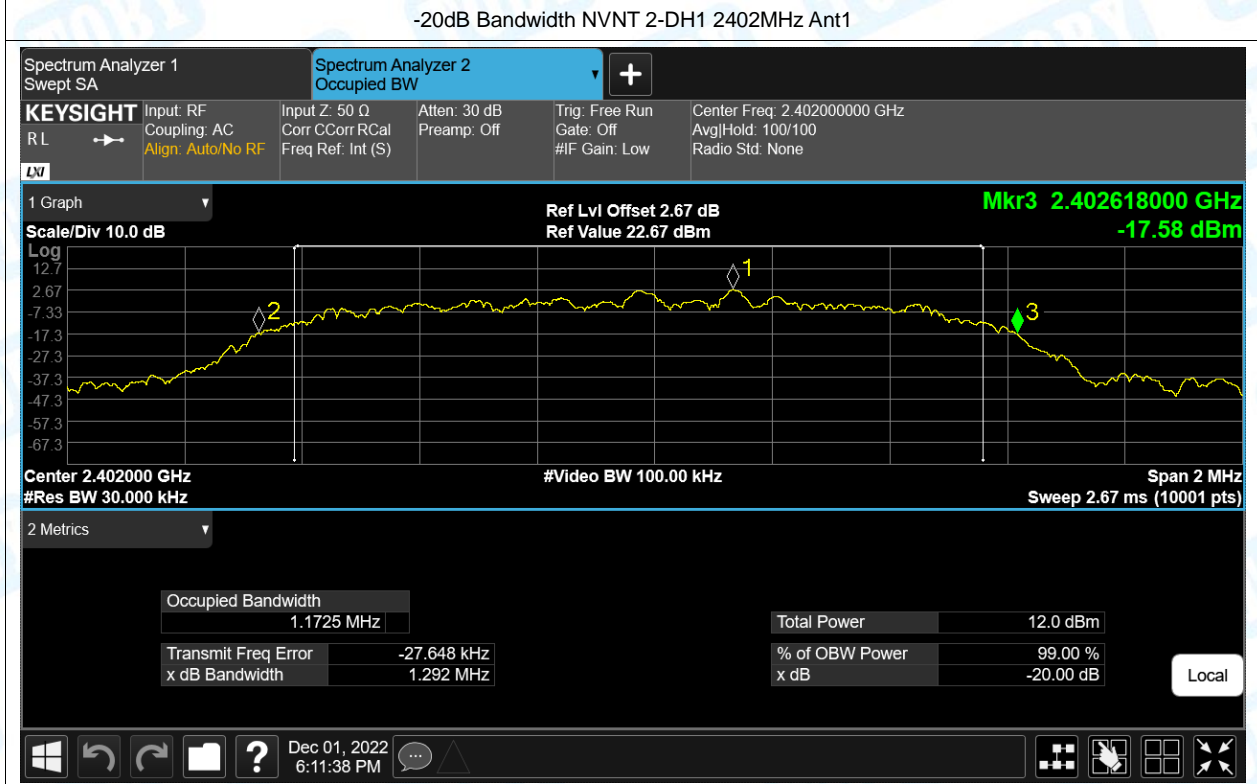 -20dB Bandwidth NVNT 2-DH1 2402MHz Ant1
Spectrum Analyzer 1
Swept SA
Spectrum Analyzer 2
Occupied BW
KEYSIGHT
R L
LXI
Input: RF
Coupling: AC
Align: Auto/No RF
Input Z: 50 Ω
Corr CCorr RCal
Freq Ref: Int (S)
Atten: 30 dB
Preamp: Off
Trig: Free Run
Gate: Off
#IF Gain: Low
Center Freq: 2.402000000 GHz
Avg|Hold: 100/100
Radio Std: None
1 Graph
Scale/Div 10.0 dB
Ref Lvl Offset 2.67 dB
Ref Value 22.67 dBm
Mkr3 2.402618000 GHz
-17.58 dBm
Log
12.7
2.67
-7.33
-17.3
-27.3
-37.3
-47.3
-57.3
-67.3
1
2
3
Center 2.402000 GHz
#Res BW 30.000 kHz
#Video BW 100.00 kHz
Span 2 MHz
Sweep 2.67 ms (10001 pts)
2 Metrics
Occupied Bandwidth
1.1725 MHz
Transmit Freq Error -27.648 kHz
x dB Bandwidth 1.292 MHz
Total Power 12.0 dBm
% of OBW Power 99.00 %
x dB -20.00 dB
Local
?
Dec 01, 2022
6:11:38 PM